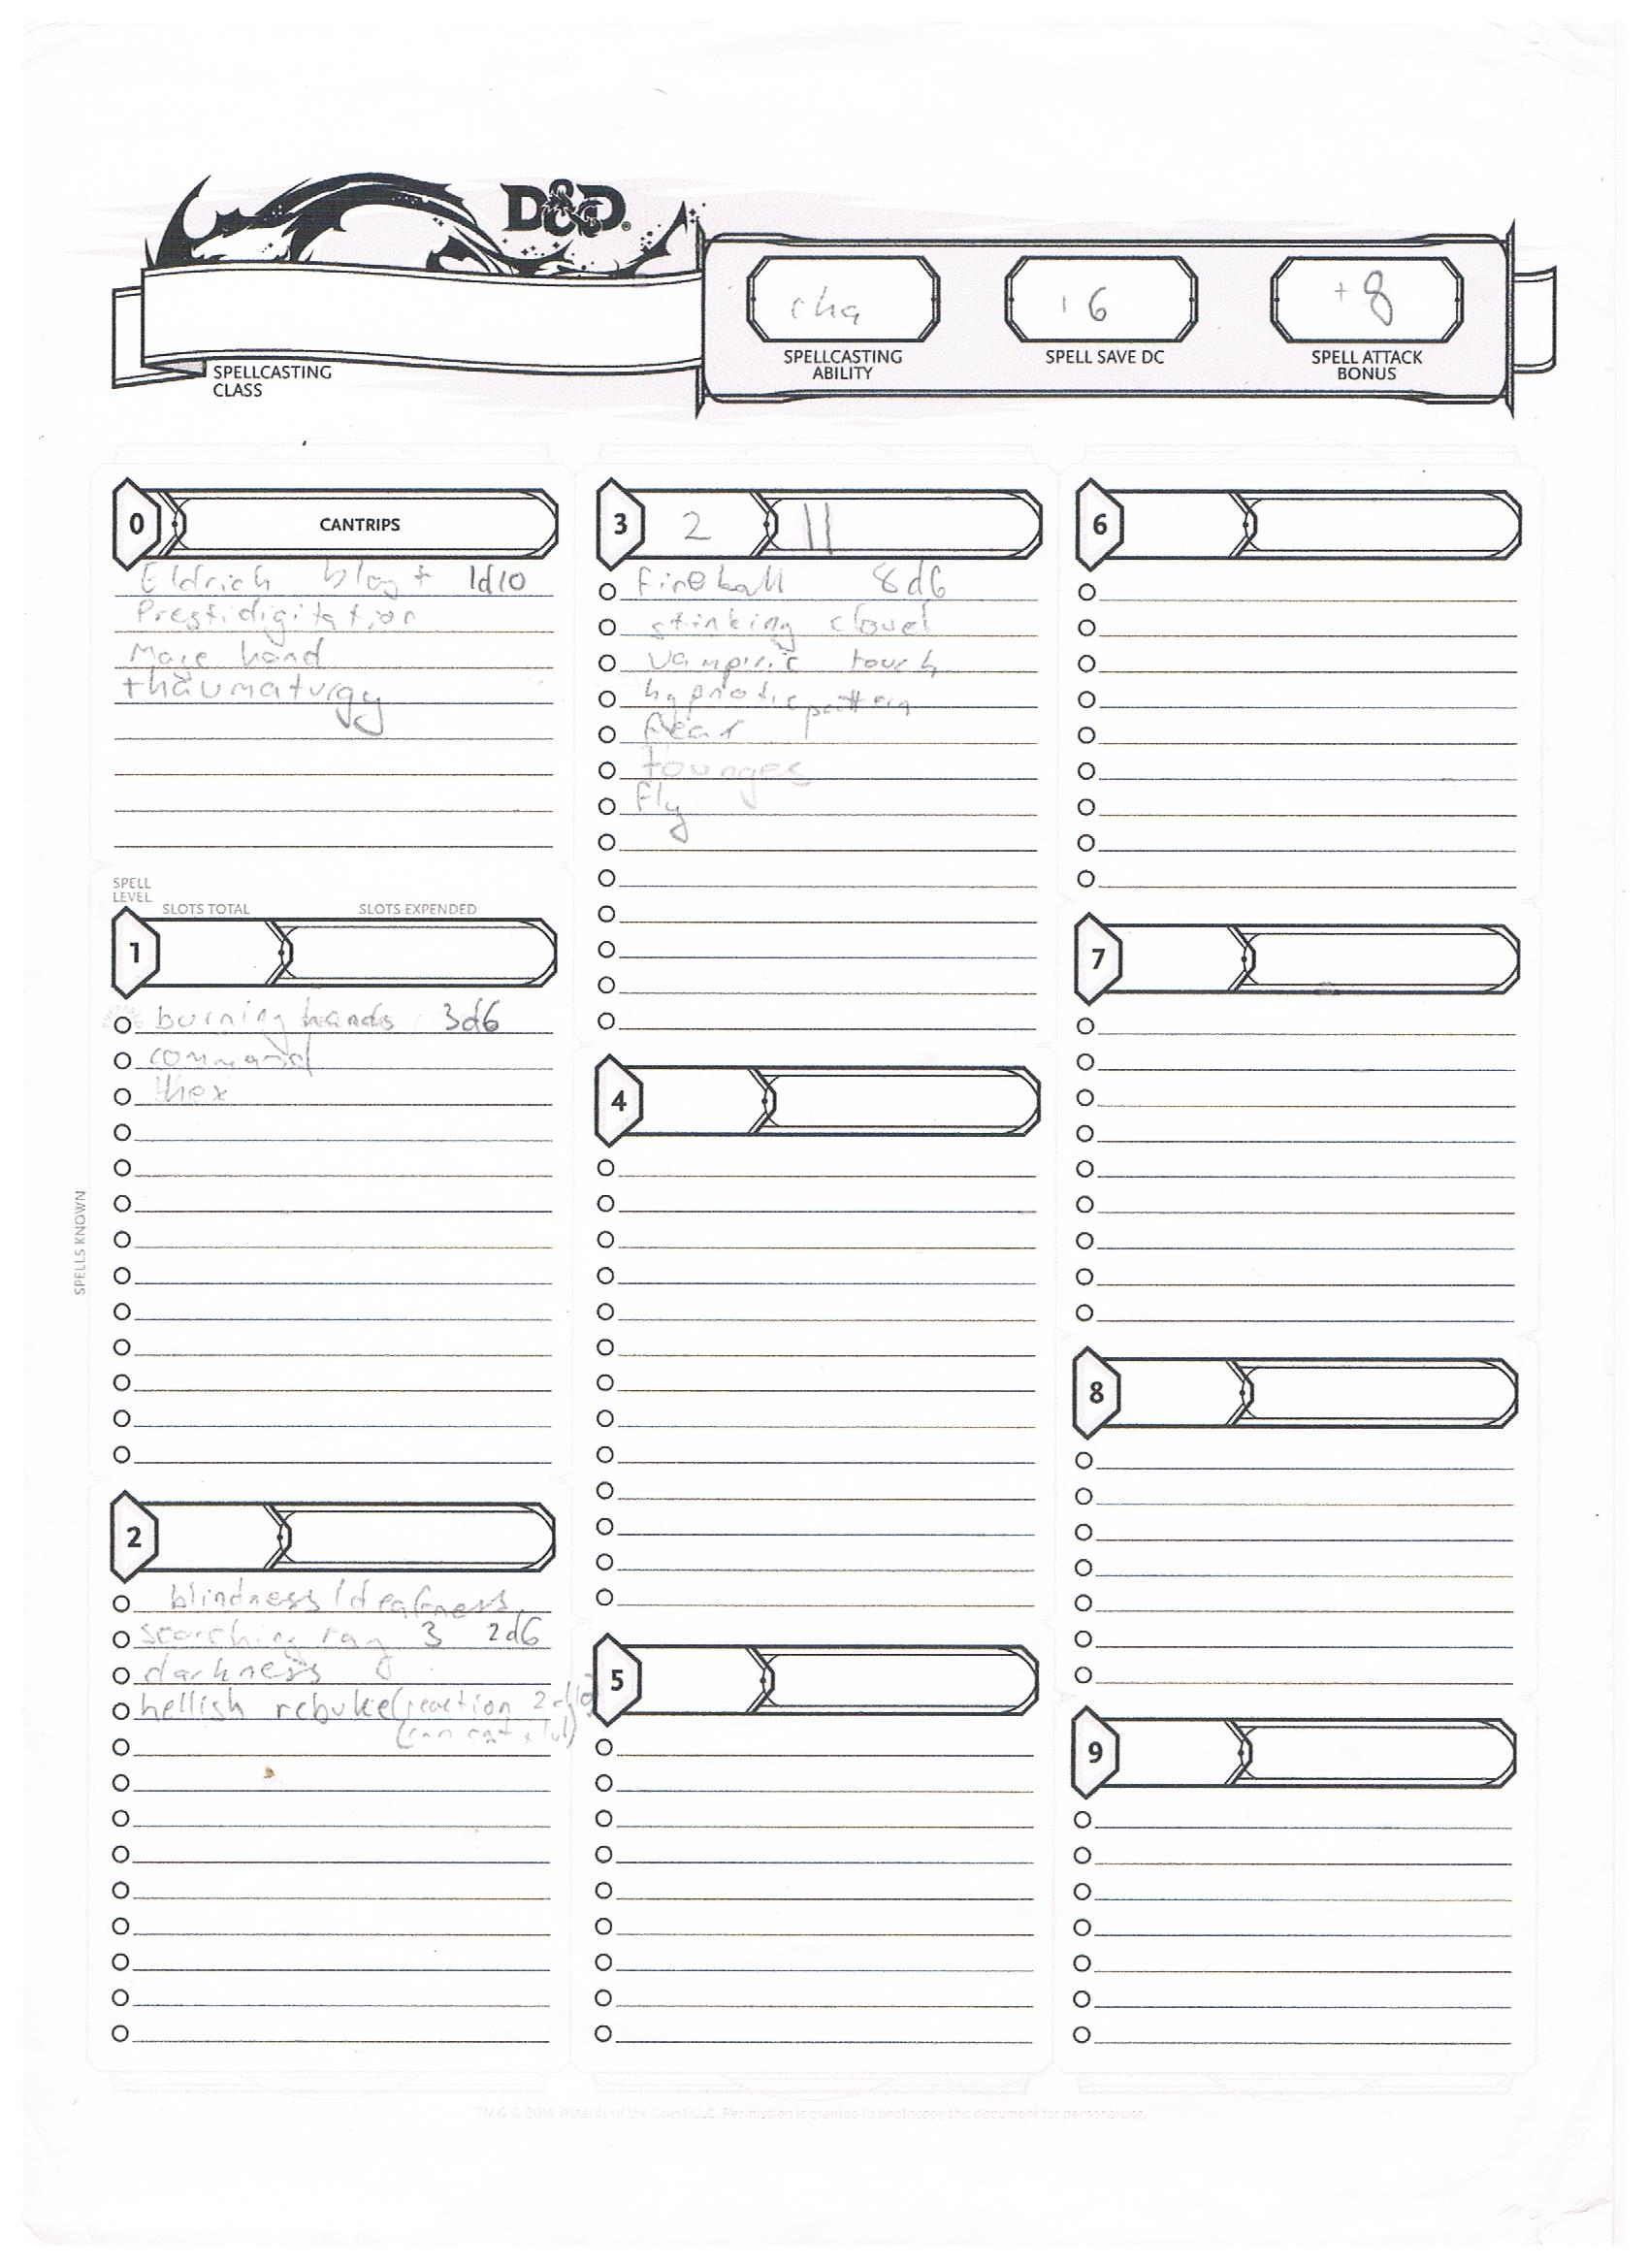 D&D®
cha
16
+8
SPELLCASTING
CLASS
SPELLCASTING
ABILITY
SPELL SAVE DC
SPELL ATTACK
BONUS
0
CANTRIPS
Eldrich blast 1d10
Prestidigitation
Mage hand
thaumaturgy
SPELL
LEVEL
SLOTS TOTAL
SLOTS EXPENDED
1
burning hands 3d6
command
hex
SPELLS KNOWN
2
blindness/deafness
scorching ray 3 2d6
darkness
hellish rebuke (reaction 2d10)
(can cast x 1
3
2
||
fireball 8d6
stinking cloud
vampiric touch
hypnotic pattern
fear
tounges
fly
4
5
6
7
8
9
TM & © 2014 Wizards of the Coast LLC. Permission is granted to photocopy this document for personal use.